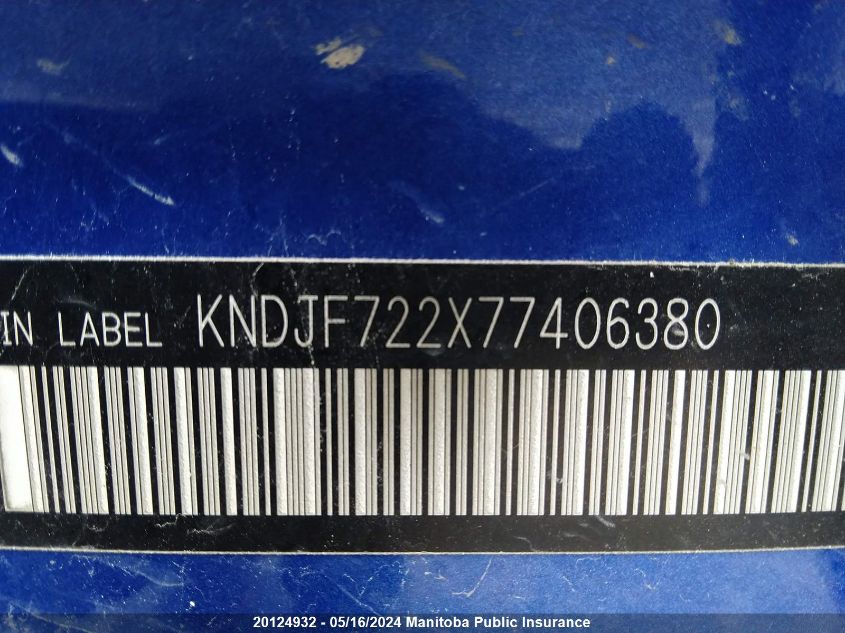 IN LABEL KNDJF722X77406380
20124932 - 05/16/2024 Manitoba Public Insurance